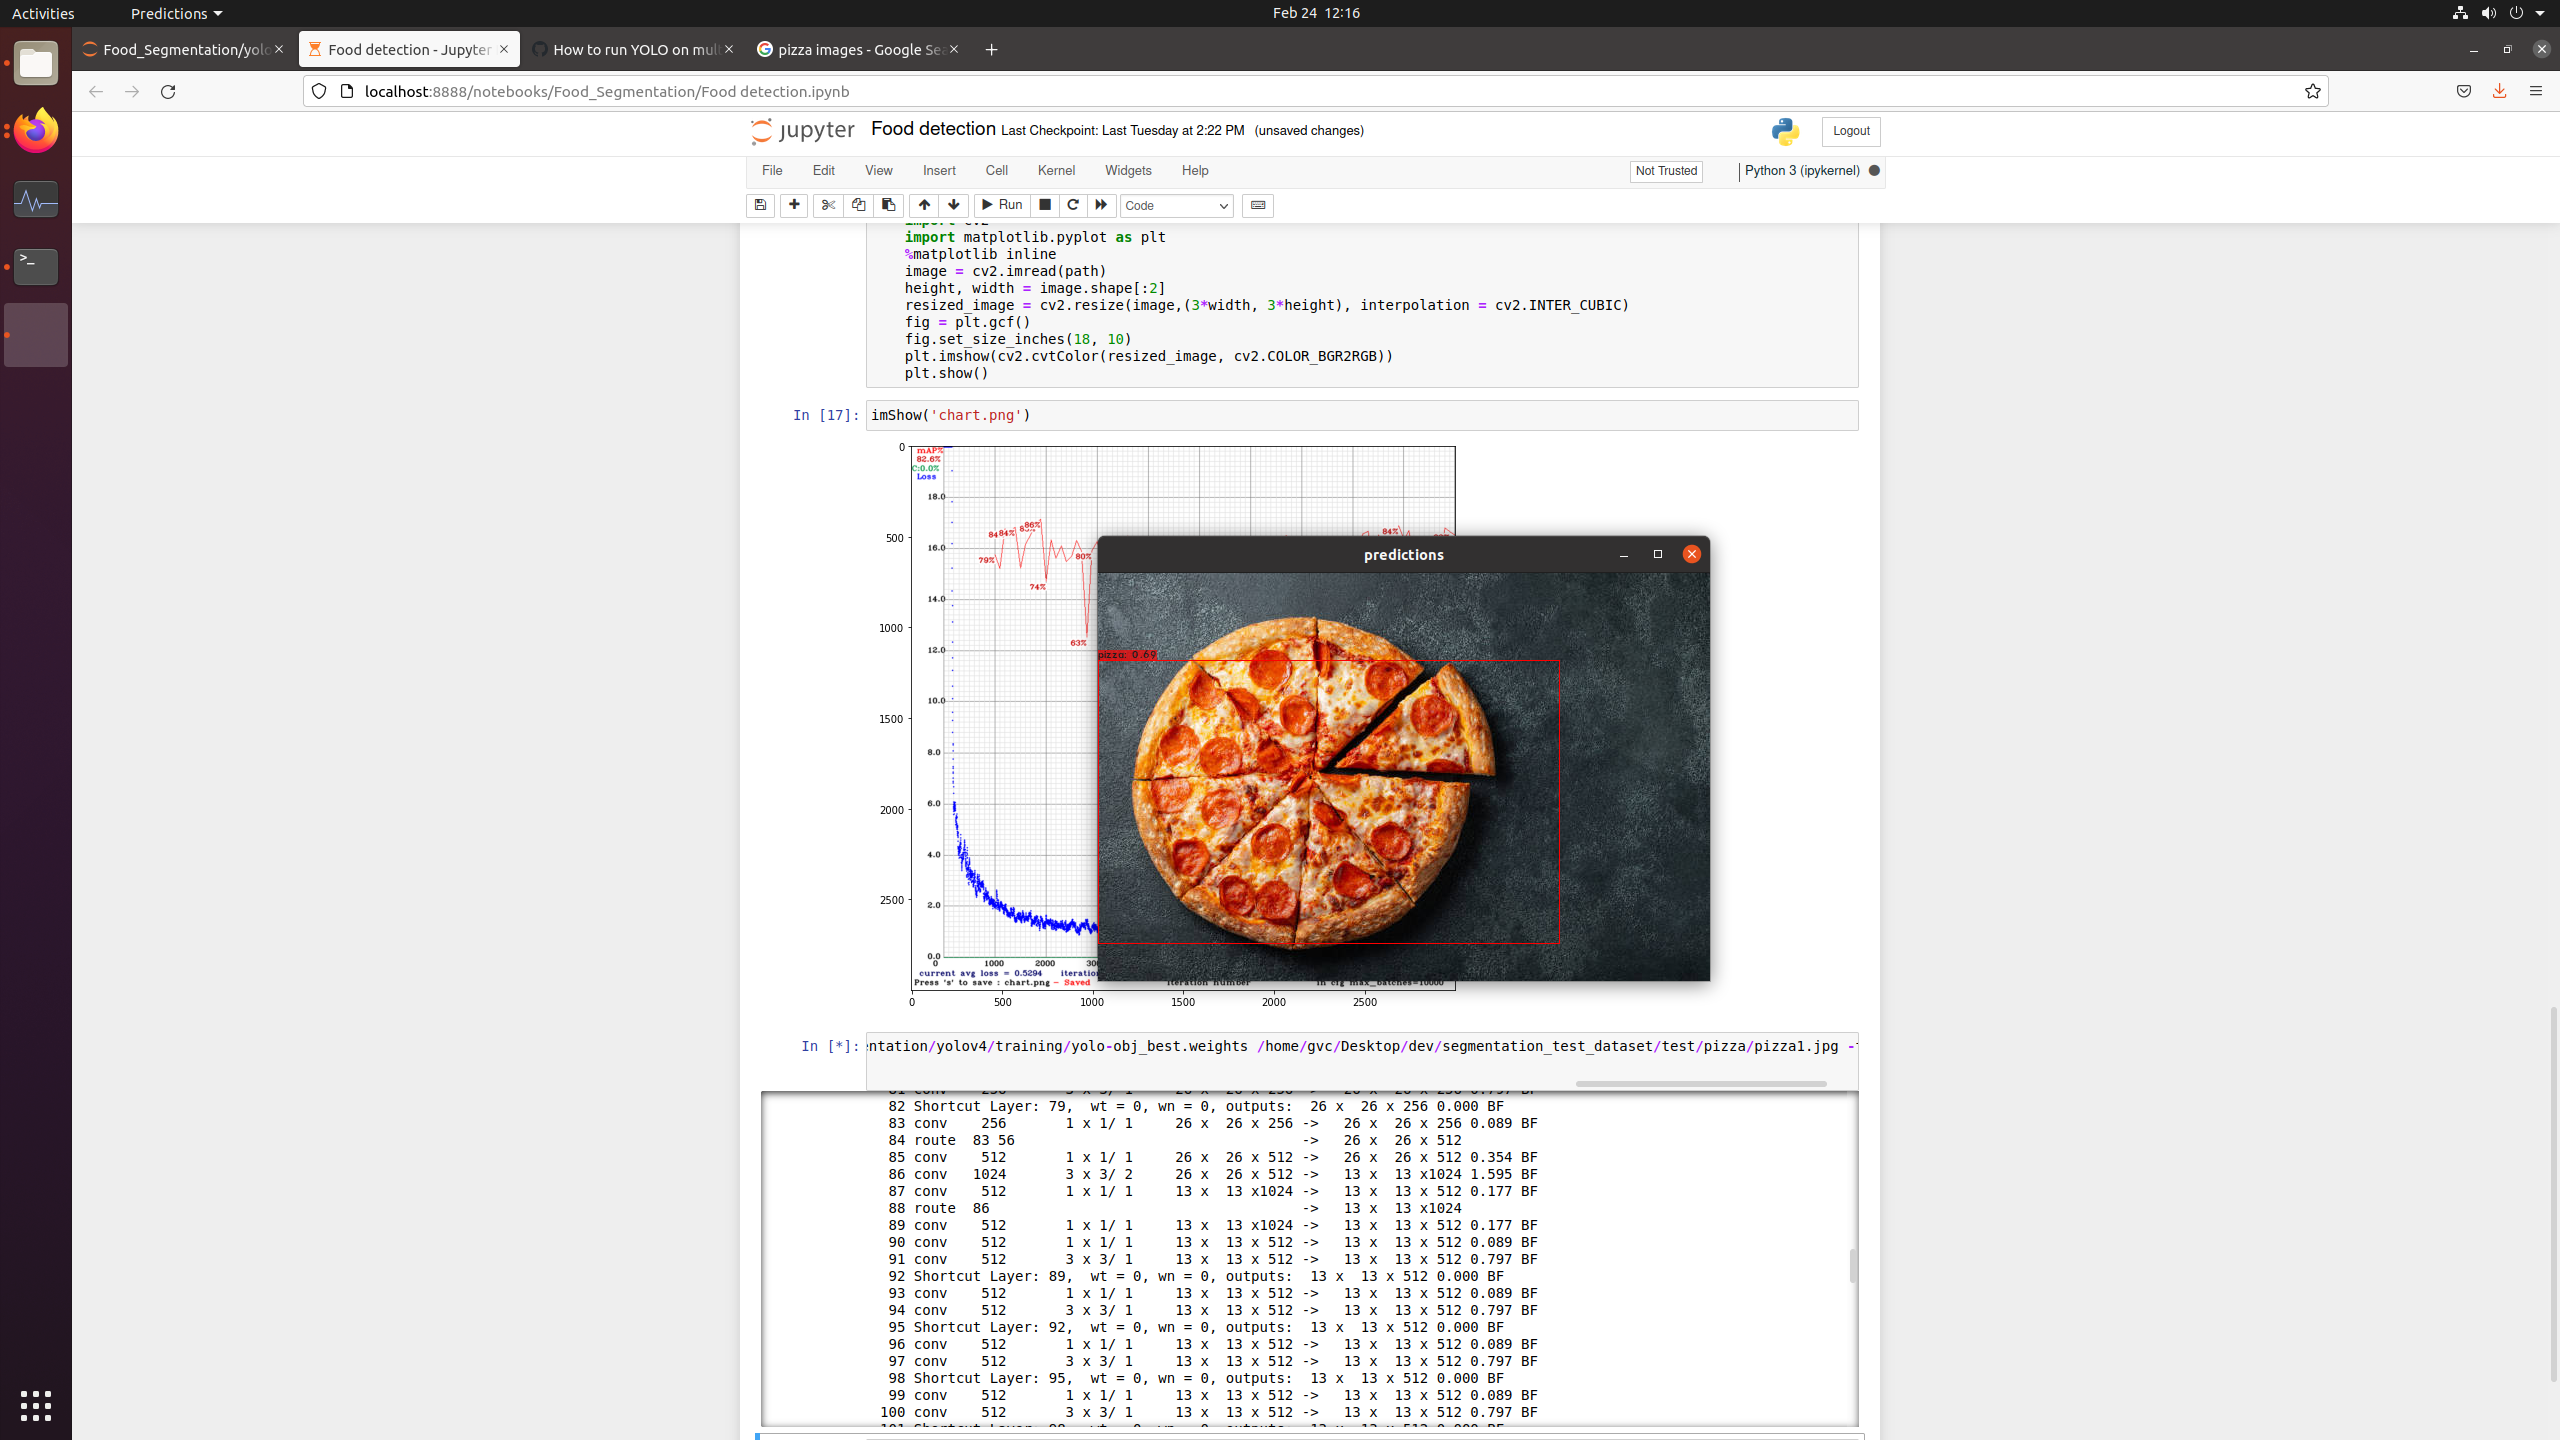 Activities
Predictions
Feb 24 12:16
Food_Segmentation/yolo
Food detection - Jupyter
How to run YOLO on mul
pizza images - Google Sea
localhost:8888/notebooks/Food_Segmentation/Food detection.ipynb
jupyter
Food detection Last Checkpoint: Last Tuesday at 2:22 PM (unsaved changes)
Logout
File Edit View Insert Cell Kernel Widgets Help
Not Trusted
Python 3 (ipykernel)
Run
Code
import cv2
import matplotlib.pyplot as plt
%matplotlib inline
image = cv2.imread(path)
height, width = image.shape[:2]
resized_image = cv2.resize(image,(3*width, 3*height), interpolation = cv2.INTER_CUBIC)
fig = plt.gcf()
fig.set_size_inches(18, 10)
plt.imshow(cv2.cvtColor(resized_image, cv2.COLOR_BGR2RGB))
plt.show()
In [17]: imShow('chart.png')
0
500
1000
1500
2000
2500
mAP%
82.6%
C:0.0%
Loss
18.0
16.0
14.0
12.0
10.0
8.0
6.0
4.0
2.0
0.0
79%
84%
86%
74%
80%
63%
84%
predictions
pizza: 0.69
0 1000 2000
current avg loss = 0.5294 iteration
Press 's' to save : chart.png - Saved
Iteration number
in cfg max_batches=10000
0 500 1000 1500 2000 2500
In [*]: entation/yolov4/training/yolo-obj_best.weights /home/gvc/Desktop/dev/segmentation_test_dataset/test/pizza/pizza1.jpg -
82 Shortcut Layer: 79, wt = 0, wn = 0, outputs: 26 x 26 x 256 0.000 BF
83 conv 256 1 x 1/ 1 26 x 26 x 256 -> 26 x 26 x 256 0.089 BF
84 route 83 56 -> 26 x 26 x 512
85 conv 512 1 x 1/ 1 26 x 26 x 512 -> 26 x 26 x 512 0.354 BF
86 conv 1024 3 x 3/ 2 26 x 26 x 512 -> 13 x 13 x1024 1.595 BF
87 conv 512 1 x 1/ 1 13 x 13 x1024 -> 13 x 13 x 512 0.177 BF
88 route 86 -> 13 x 13 x1024
89 conv 512 1 x 1/ 1 13 x 13 x1024 -> 13 x 13 x 512 0.177 BF
90 conv 512 1 x 1/ 1 13 x 13 x 512 -> 13 x 13 x 512 0.089 BF
91 conv 512 3 x 3/ 1 13 x 13 x 512 -> 13 x 13 x 512 0.797 BF
92 Shortcut Layer: 89, wt = 0, wn = 0, outputs: 13 x 13 x 512 0.000 BF
93 conv 512 1 x 1/ 1 13 x 13 x 512 -> 13 x 13 x 512 0.089 BF
94 conv 512 3 x 3/ 1 13 x 13 x 512 -> 13 x 13 x 512 0.797 BF
95 Shortcut Layer: 92, wt = 0, wn = 0, outputs: 13 x 13 x 512 0.000 BF
96 conv 512 1 x 1/ 1 13 x 13 x 512 -> 13 x 13 x 512 0.089 BF
97 conv 512 3 x 3/ 1 13 x 13 x 512 -> 13 x 13 x 512 0.797 BF
98 Shortcut Layer: 95, wt = 0, wn = 0, outputs: 13 x 13 x 512 0.000 BF
99 conv 512 1 x 1/ 1 13 x 13 x 512 -> 13 x 13 x 512 0.089 BF
100 conv 512 3 x 3/ 1 13 x 13 x 512 -> 13 x 13 x 512 0.797 BF